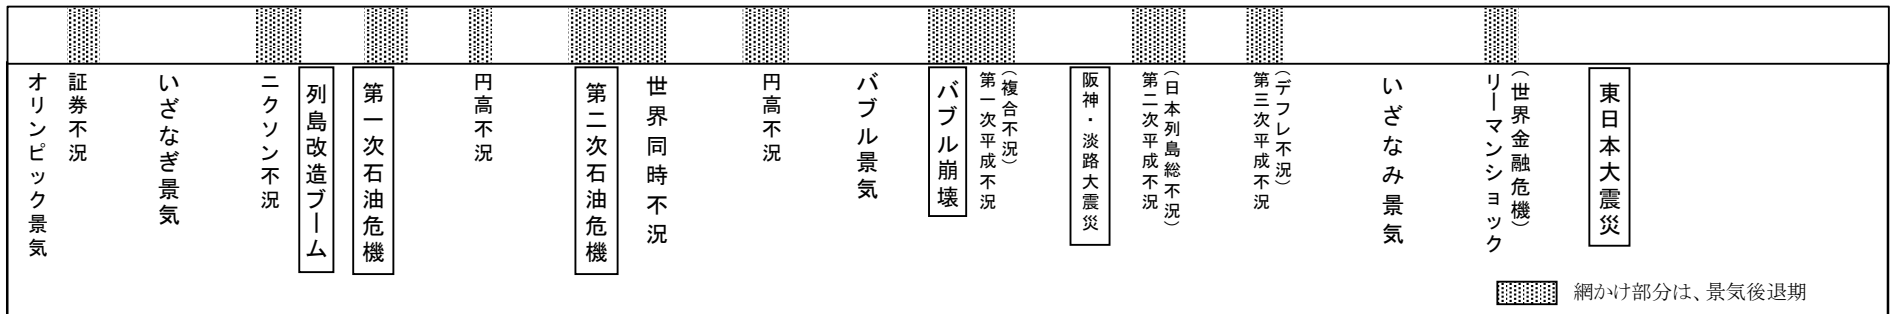 オリンピック景気
証券不況
いざなぎ景気
ニクソン不況
列島改造ブーム
第一次石油危機
円高不況
第二次石油危機
世界同時不況
円高不況
バブル景気
バブル崩壊
第一次平成不況
（複合不況）
阪神・淡路大震災
第二次平成不況
（日本列島総不況）
第三次平成不況
（デフレ不況）
いざなみ景気
リーマンショック
（世界金融危機）
東日本大震災
網かけ部分は、景気後退期